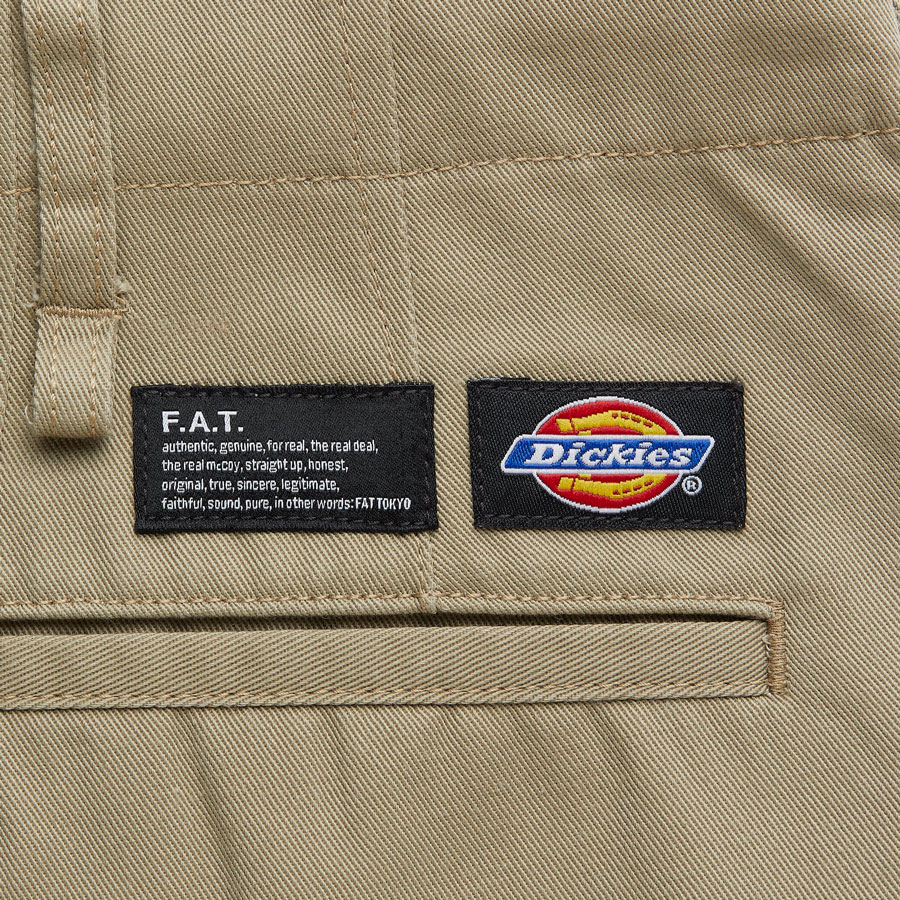 F.A.T.
authentic, genuine, for real, the real deal,
the real mccoy, straight up, honest,
original, true, sincere, legitimate,
faithful, sound, pure, in other words: FAT TOKYO
Dickies
®